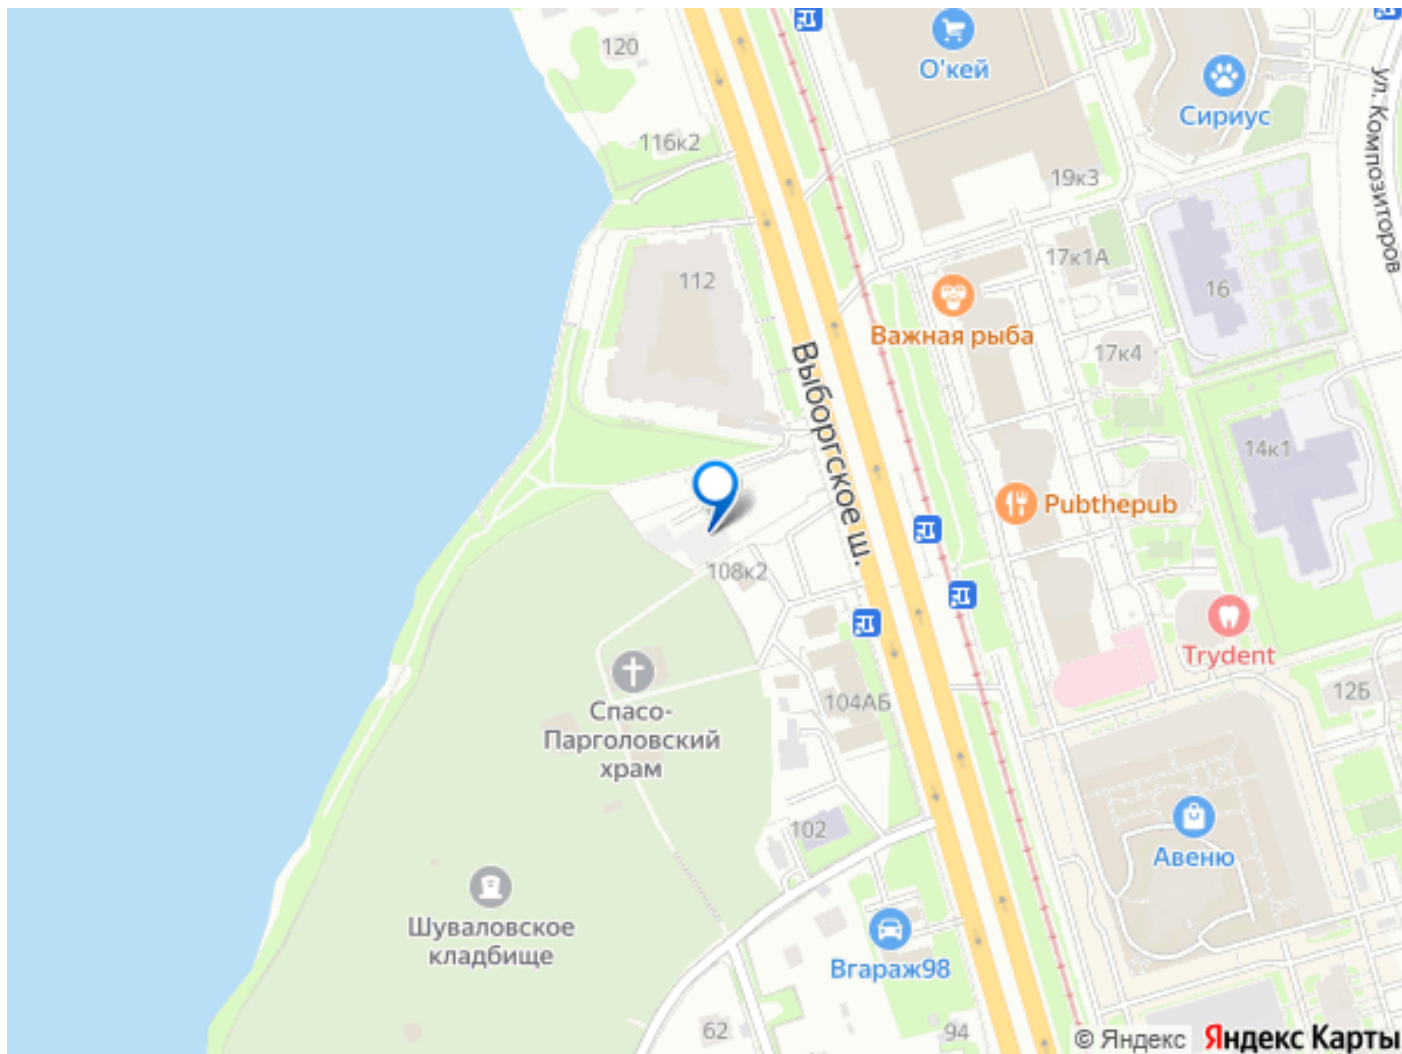 120
О'кей
Сириус
116к2
19к3
ул. Композиторов
17к1А
112
16
Важная рыба
17к4
Выборгское ш.
14к1
Pubthepub
108к2
Trydent
Спасо-
Парголовский
храм
104АБ
12Б
102
Авеню
Шуваловское
кладбище
Вгараж98
62
94
© Яндекс Яндекс Карты